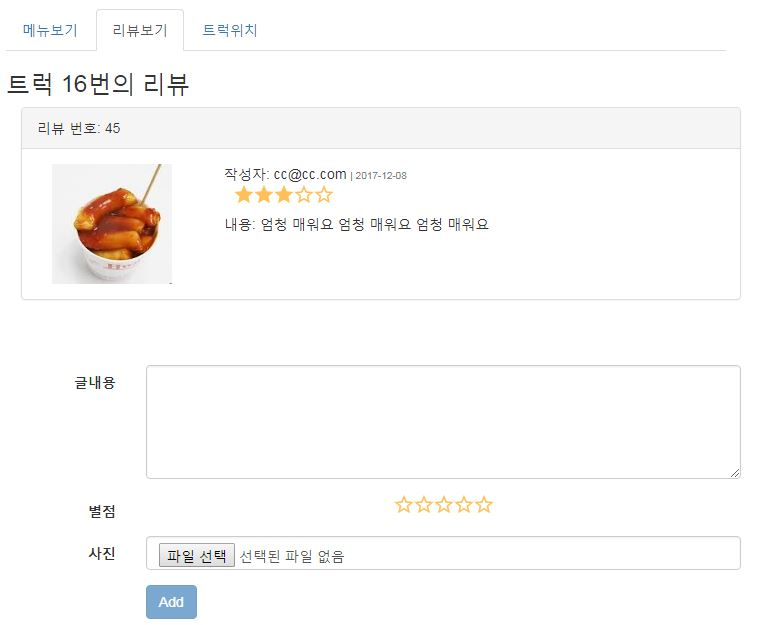 메뉴보기 리뷰보기 트럭위치
트럭 16번의 리뷰
리뷰 번호: 45
작성자: cc@cc.com | 2017-12-08
내용: 엄청 매워요 엄청 매워요 엄청 매워요
글내용
별점
사진 파일 선택 선택된 파일 없음
Add